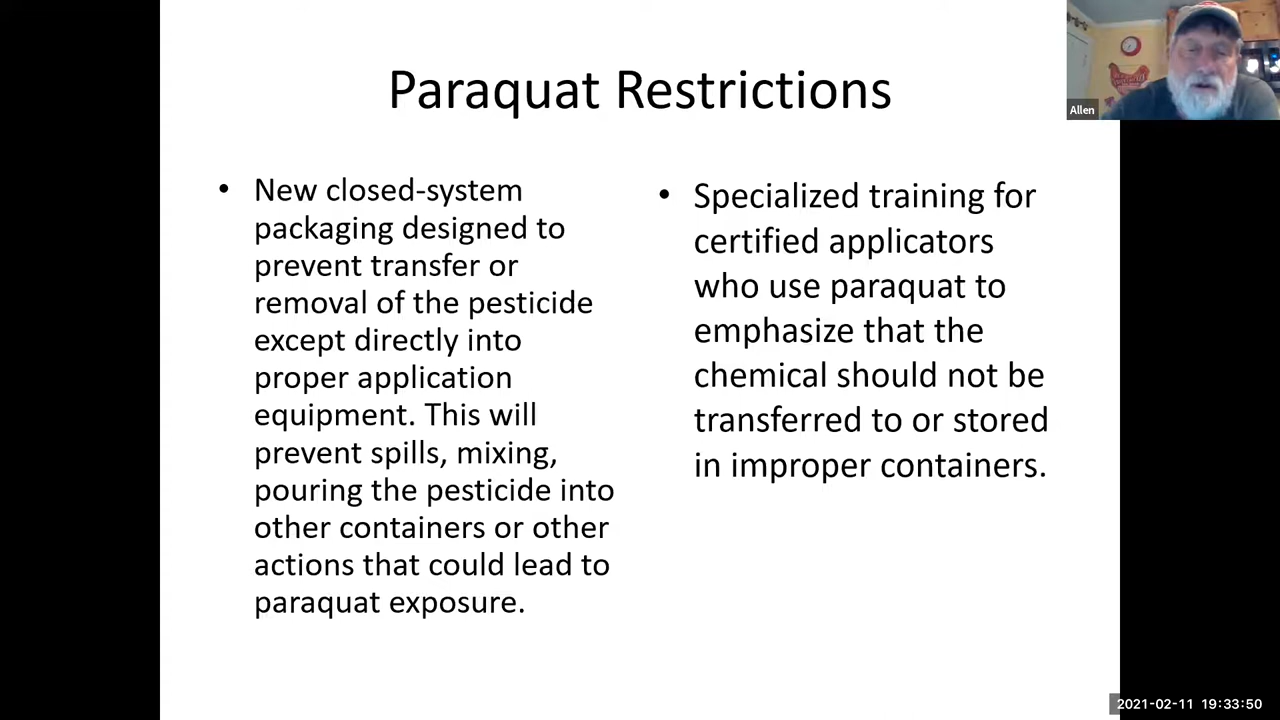 Paraquat Restrictions
• New closed-system
packaging designed to
prevent transfer or
removal of the pesticide
except directly into
proper application
equipment. This will
prevent spills, mixing,
pouring the pesticide into
other containers or other
actions that could lead to
paraquat exposure.
• Specialized training for
certified applicators
who use paraquat to
emphasize that the
chemical should not be
transferred to or stored
in improper containers.
Allen
2021-02-11 19:33:50